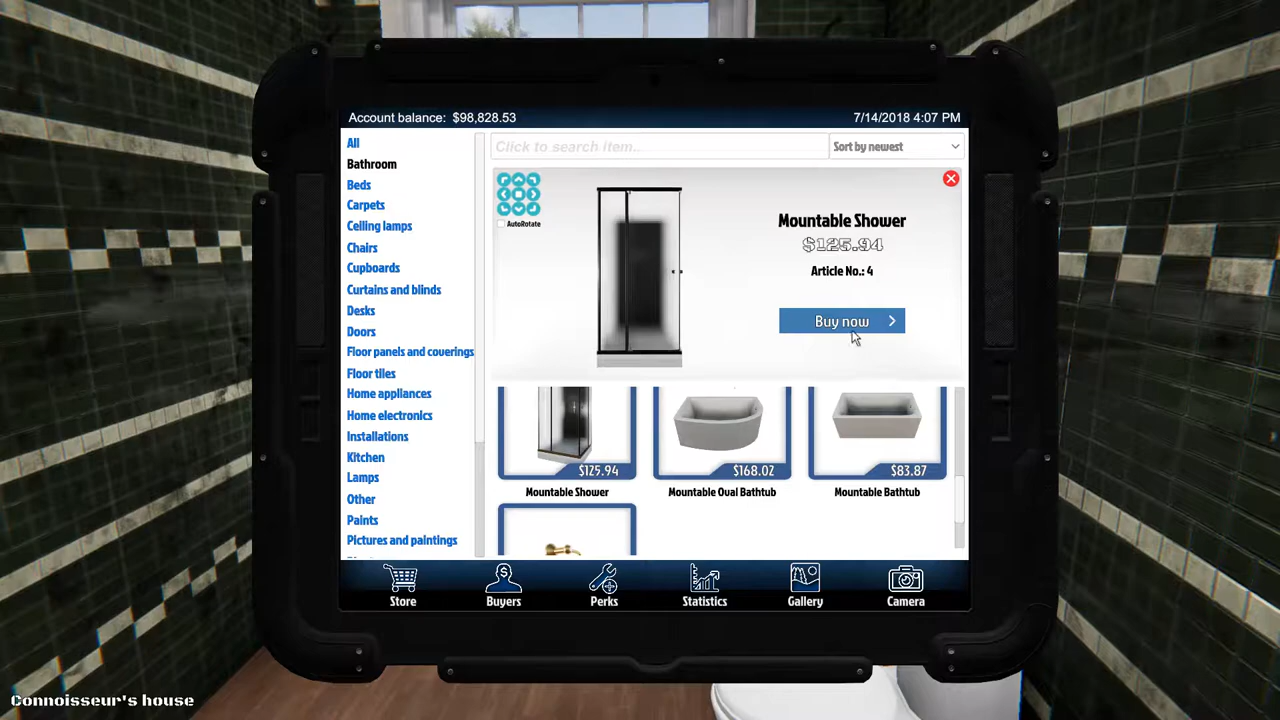 Account balance: $98,828.53
7/14/2018 4:07 PM
All
Bathroom
Beds
Carpets
Ceiling lamps
Chairs
Cupboards
Curtains and blinds
Desks
Doors
Floor panels and coverings
Floor tiles
Home appliances
Home electronics
Installations
Kitchen
Lamps
Other
Paints
Pictures and paintings
Click to search item..
Sort by newest
AutoRotate
Mountable Shower
$125.94
Article No.: 4
Buy now
$125.94
$168.02
$83.87
Mountable Shower
Mountable Oval Bathtub
Mountable Bathtub
Store
Buyers
Perks
Statistics
Gallery
Camera
Connoisseur's house